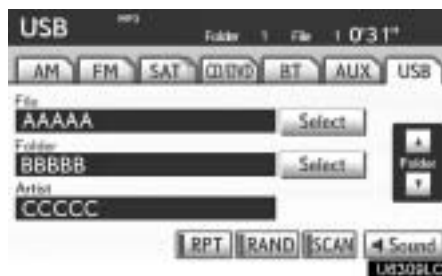 USB MP3 Folder 1 File 1 0'31"
AM FM SAT CD/DVD BT AUX USB
File
AAAAA Select
Folder
BBBBB Select
Folder
Artist
CCCCC
RPT RAND SCAN Sound
U6309LC